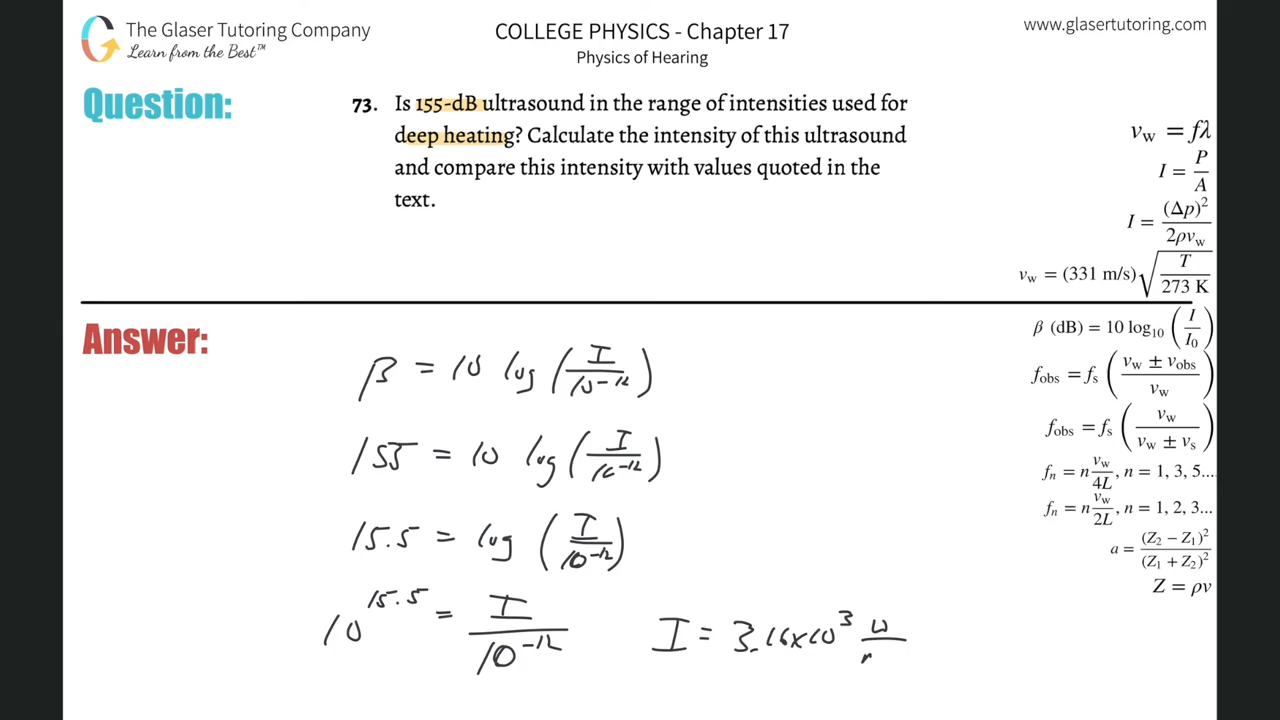 The Glaser Tutoring Company
Learn from the Best™
COLLEGE PHYSICS - Chapter 17
Physics of Hearing
www.glasertutoring.com
Question:
73. Is 155-dB ultrasound in the range of intensities used for
deep heating? Calculate the intensity of this ultrasound
and compare this intensity with values quoted in the
text.
v_w = fλ
I = P/A
I = (Δp)²/2ρv_w
v_w = (331 m/s)√(T/273 K)
Answer:
β (dB) = 10 log₁₀ (I/I₀)
f_obs = f_s ((v_w ± v_obs)/v_w)
f_obs = f_s (v_w/(v_w ± v_s))
f_n = n v_w/4L, n = 1, 3, 5...
f_n = n v_w/2L, n = 1, 2, 3...
a = (Z₂ − Z₁)²/(Z₁ + Z₂)²
Z = ρv
β = 10 log (I/10⁻¹²)
155 = 10 log (I/10⁻¹²)
15.5 = log (I/10⁻¹²)
10^15.5 = I/10⁻¹²
I = 3.16×10³ W/